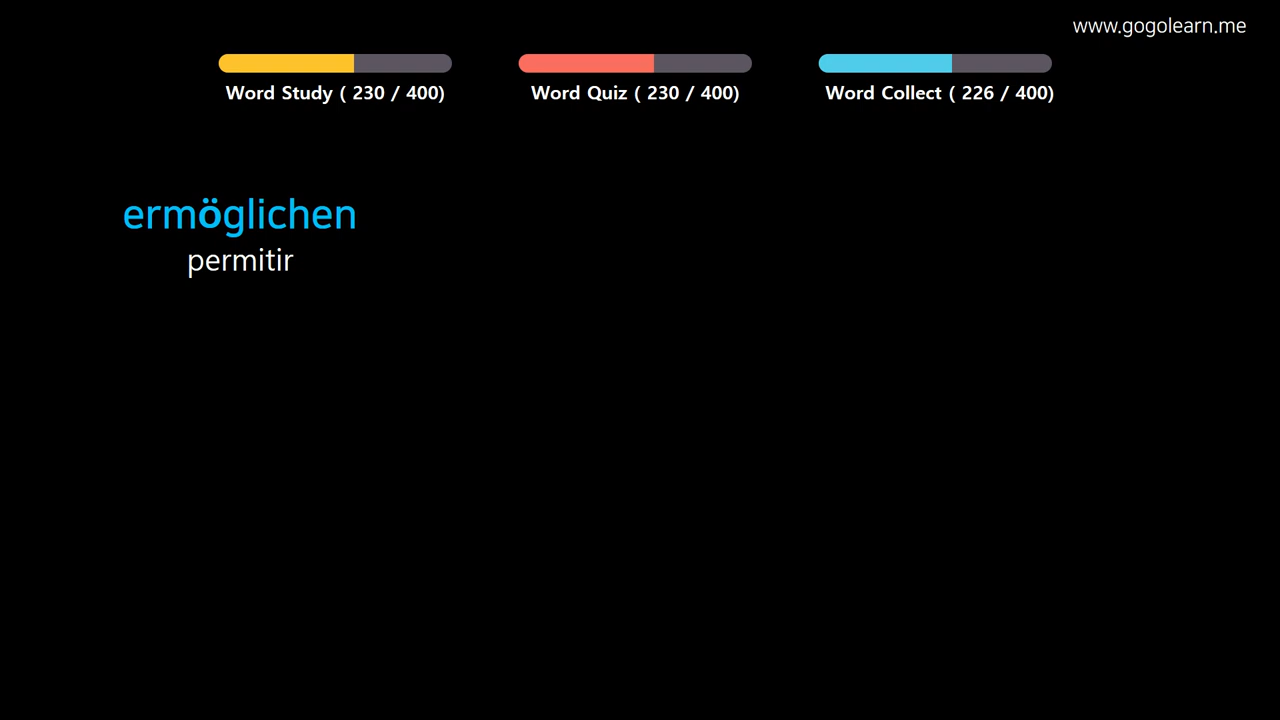 www.gogolearn.me
Word Study ( 230 / 400)
Word Quiz ( 230 / 400)
Word Collect ( 226 / 400)
ermöglichen
permitir